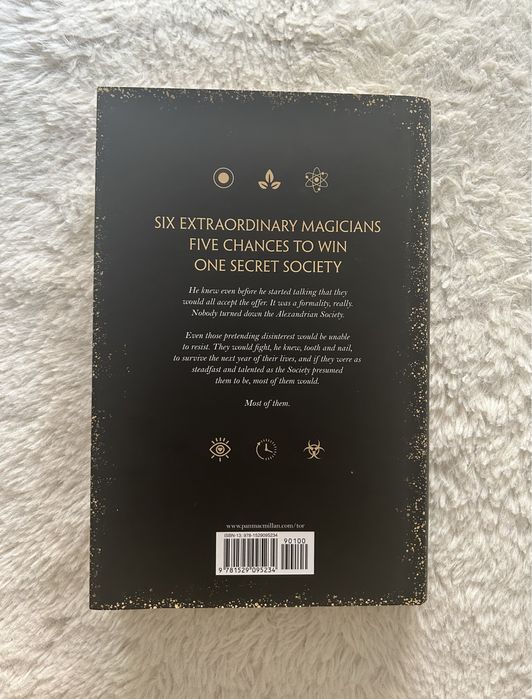 SIX EXTRAORDINARY MAGICIANS
FIVE CHANCES TO WIN
ONE SECRET SOCIETY
He knew even before he started talking that they
would all accept the offer. It was a formality, really.
Nobody turned down the Alexandrian Society.
Even those pretending disinterest would be unable
to resist. They would fight, he knew, tooth and nail,
to survive the next year of their lives, and if they were as
steadfast and talented as the Society presumed
them to be, most of them would.
Most of them.
www.panmacmillan.com/tor
ISBN-13: 978-1529095234
90100
9 781529 095234